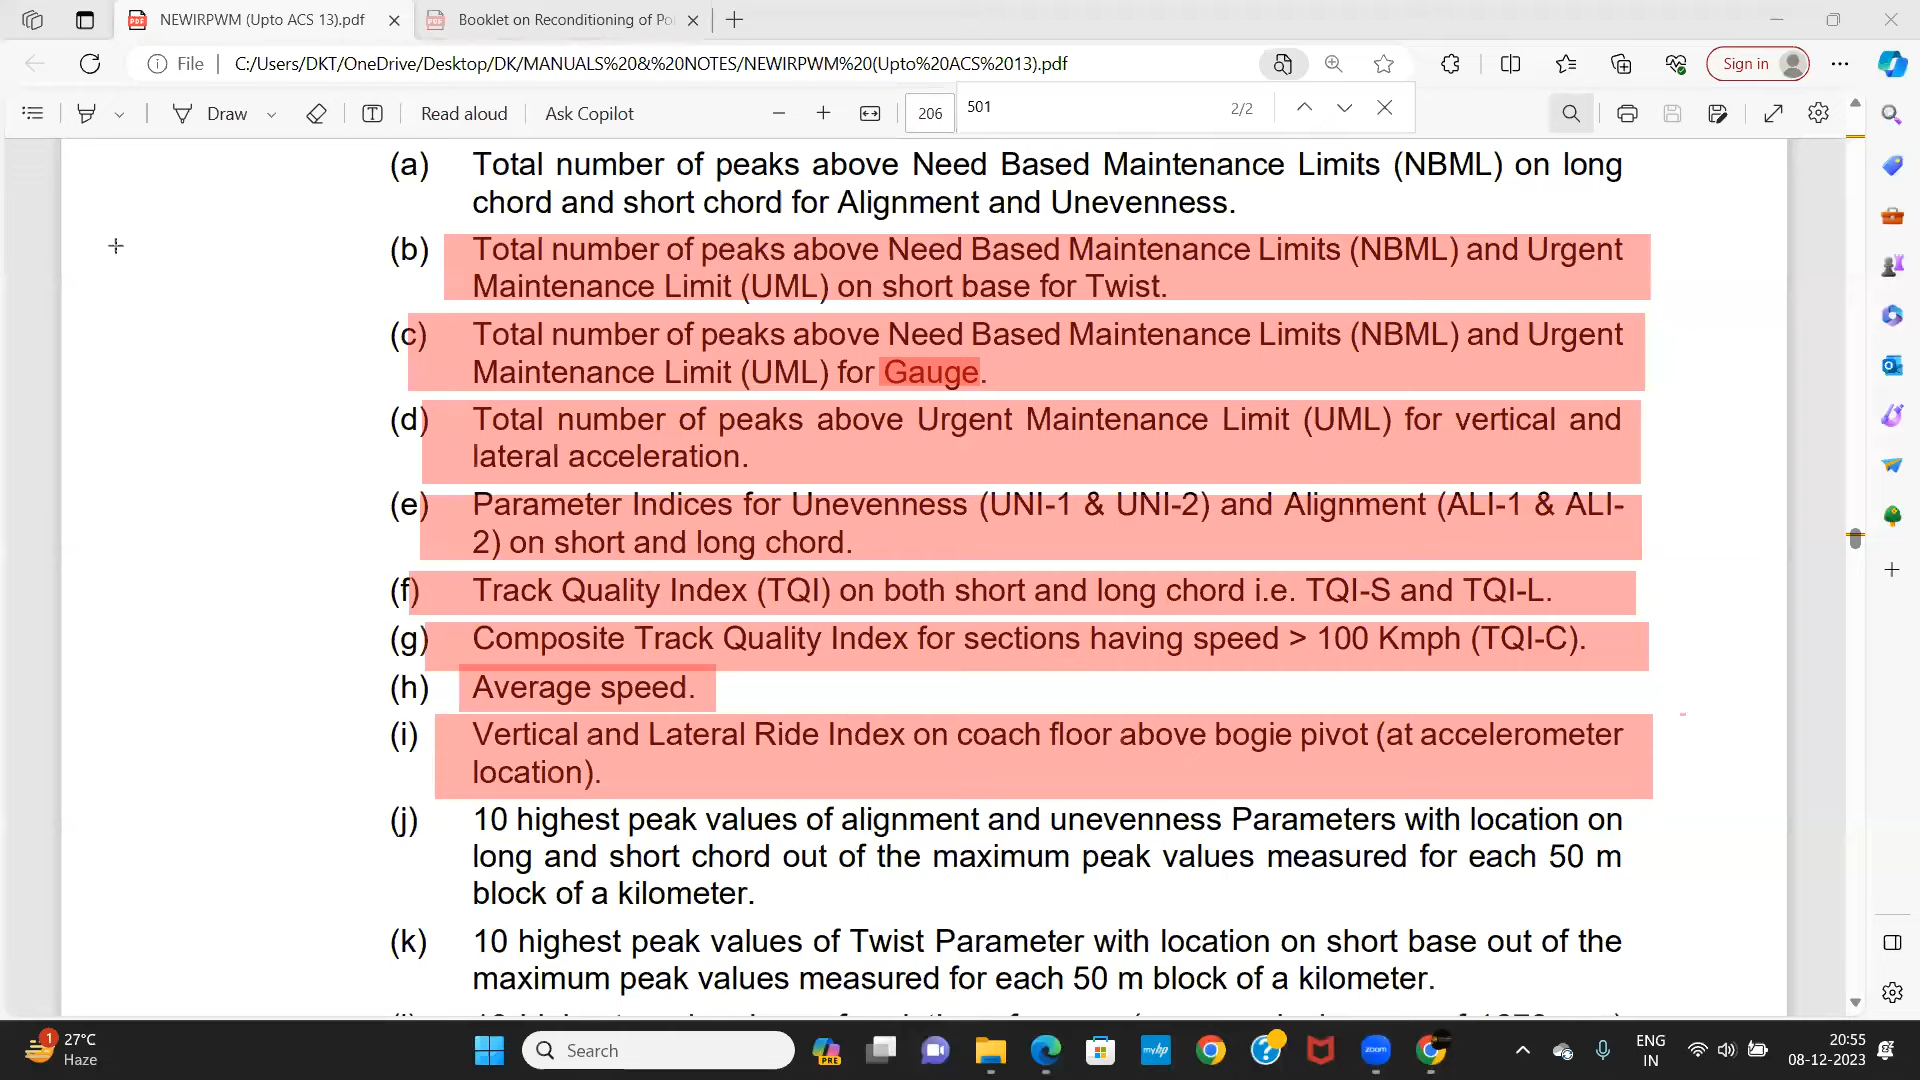 NEWIRPWM (Upto ACS 13).pdf
Booklet on Reconditioning of Po
File
C:/Users/DKT/OneDrive/Desktop/DK/MANUALS%20&%20NOTES/NEWIRPWM%20(Upto%20ACS%2013).pdf
Sign in
Draw
Read aloud
Ask Copilot
206
501
2/2
(a) Total number of peaks above Need Based Maintenance Limits (NBML) on long
chord and short chord for Alignment and Unevenness.
(b) Total number of peaks above Need Based Maintenance Limits (NBML) and Urgent
Maintenance Limit (UML) on short base for Twist.
(c) Total number of peaks above Need Based Maintenance Limits (NBML) and Urgent
Maintenance Limit (UML) for Gauge.
(d) Total number of peaks above Urgent Maintenance Limit (UML) for vertical and
lateral acceleration.
(e) Parameter Indices for Unevenness (UNI-1 & UNI-2) and Alignment (ALI-1 & ALI-
2) on short and long chord.
(f) Track Quality Index (TQI) on both short and long chord i.e. TQI-S and TQI-L.
(g) Composite Track Quality Index for sections having speed > 100 Kmph (TQI-C).
(h) Average speed.
(i) Vertical and Lateral Ride Index on coach floor above bogie pivot (at accelerometer
location).
(j) 10 highest peak values of alignment and unevenness Parameters with location on
long and short chord out of the maximum peak values measured for each 50 m
block of a kilometer.
(k) 10 highest peak values of Twist Parameter with location on short base out of the
maximum peak values measured for each 50 m block of a kilometer.
1
27°C
Haze
Search
PRE
myhp
zoom
ENG
IN
20:55
08-12-2023